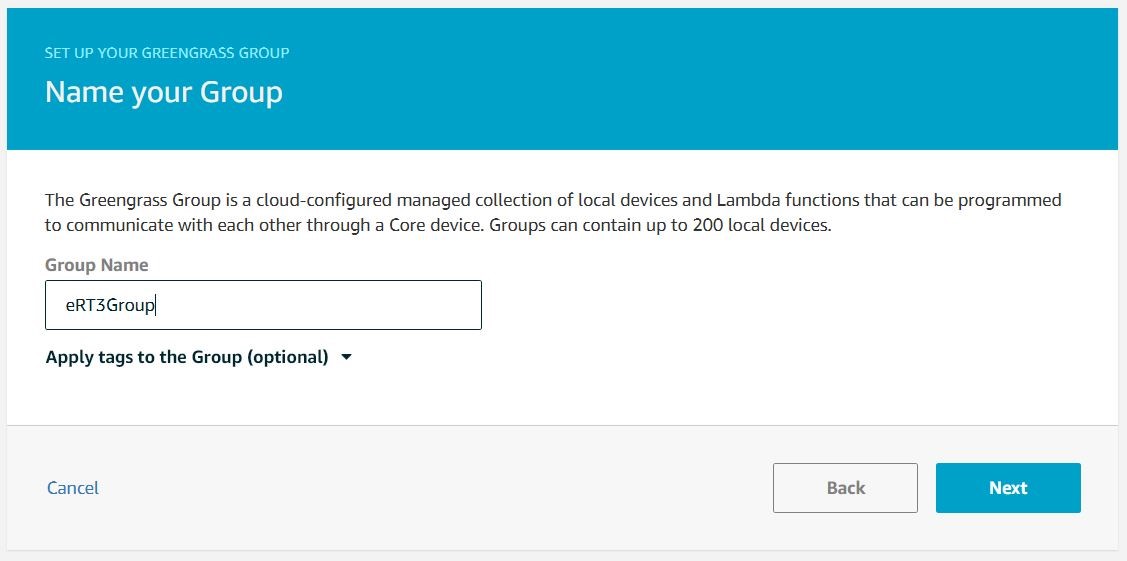 SET UP YOUR GREENGRASS GROUP
Name your Group
The Greengrass Group is a cloud-configured managed collection of local devices and Lambda functions that can be programmed
to communicate with each other through a Core device. Groups can contain up to 200 local devices.
Group Name
eRT3Group
Apply tags to the Group (optional)
Cancel
Back
Next